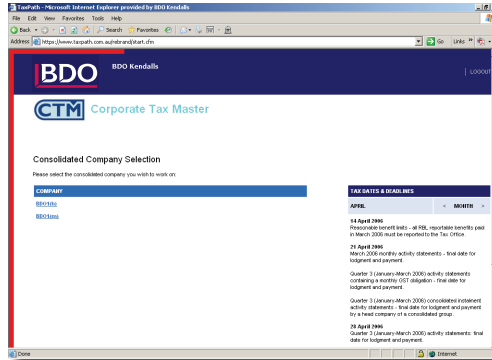 TaxPath - Microsoft Internet Explorer provided by BDO Kendalls
File Edit View Favorites Tools Help
Back Search Favorites
Address https://www.taxpath.com.au/rebrand/start.cfm Go Links
BDO BDO Kendalls
| LOGOUT
CTM Corporate Tax Master
Consolidated Company Selection
Please select the consolidated company you wish to work on:
COMPANY
BDO1
BDO1
TAX DATES & DEADLINES
APRIL < MONTH >
14 April 2006
Reasonable benefit limits - all RBL reportable benefits paid
in March 2006 must be reported to the Tax Office.
21 April 2006
March 2006 monthly activity statements - final date for
lodgment and payment.
Quarter 3 (January-March 2006) activity statements
containing a monthly GST obligation - final date for
lodgment and payment.
Quarter 3 (January-March 2006) consolidated instalment
activity statements - final date for lodgment and payment
by a head company of a consolidated group.
28 April 2006
Quarter 3 (January-March 2006) activity statements: final
date for lodgment and payment.
Done Internet